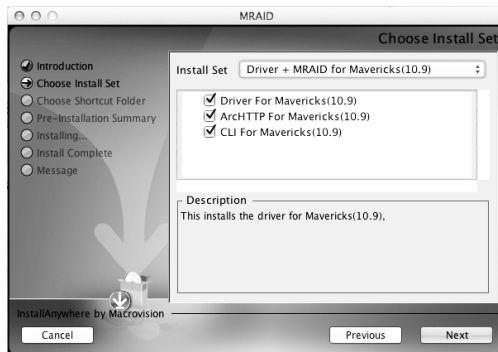 MRAID
Choose Install Set
Introduction
Choose Install Set
Choose Shortcut Folder
Pre-Installation Summary
Installing...
Install Complete
Message
Install Set
Driver + MRAID for Mavericks(10.9)
Driver For Mavericks(10.9)
ArcHTTP For Mavericks(10.9)
CLI For Mavericks(10.9)
Description
This installs the driver for Mavericks(10.9),
InstallAnywhere by Macrovision
Cancel
Previous
Next